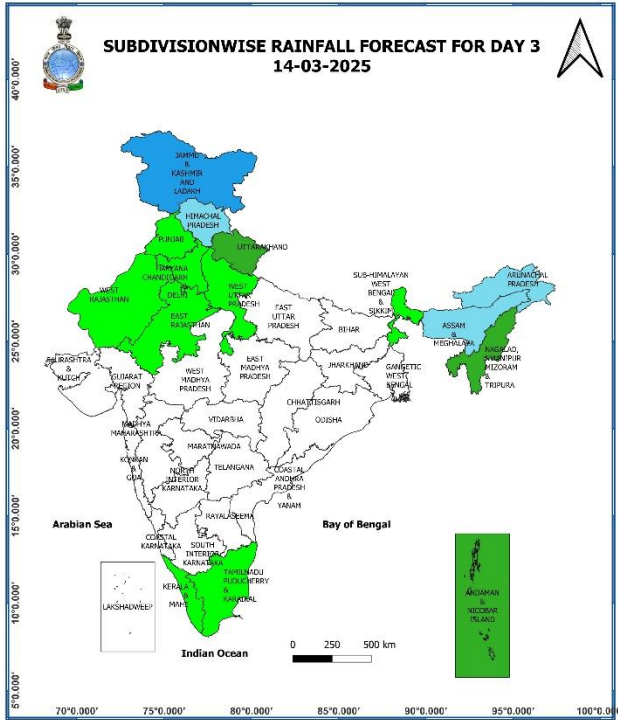 SUBDIVISIONWISE RAINFALL FORECAST FOR DAY 3
14-03-2025
40°0.000'
35°0.000'
30°0.000'
25°0.000'
20°0.000'
15°0.000'
10°0.000'
5°0.000'
JAMMU
&
KASHMIR
AND
LADAKH
HIMACHAL
PRADESH
PUNJAB
UTTARAKHAND
HARYANA
CHANDIGARH
&
DELHI
WEST
RAJASTHAN
EAST
RAJASTHAN
WEST
UTTAR
PRADESH
EAST
UTTAR
PRADESH
SUB-HIMALAYAN
WEST
BENGAL
&
SIKKIM
ARUNACHAL
PRADESH
ASSAM
&
MEGHALAYA
NAGALAD
MANIPUR
MIZORAM
&
TRIPURA
BIHAR
SAURASHTRA
&
KUTCH
GUJARAT
REGION
WEST
MADHYA
PRADESH
EAST
MADHYA
PRADESH
JHARKHAND
GANGETIC
WEST
BENGAL
CHHATTISGARH
ODISHA
VIDARBHA
MADHYA
MAHARASHTRA
MARATHWADA
KONKAN
&
GOA
NORTH
INTERIOR
KARNATAKA
TELANGANA
COASTAL
ANDHRA
PRADESH
&
YANAM
RAYALASEEMA
Arabian Sea
Bay of Bengal
COASTAL
KARNATAKA
SOUTH
INTERIOR
KARNATAKA
TAMILNADU
PUDUCHERRY
&
KARAIKAL
KERALA
&
MAHE
LAKSHADWEEP
ANDAMAN
&
NICOBAR
ISLAND
Indian Ocean
0 250 500 km
70°0.000' 75°0.000' 80°0.000' 85°0.000' 90°0.000' 95°0.000' 100°0.000